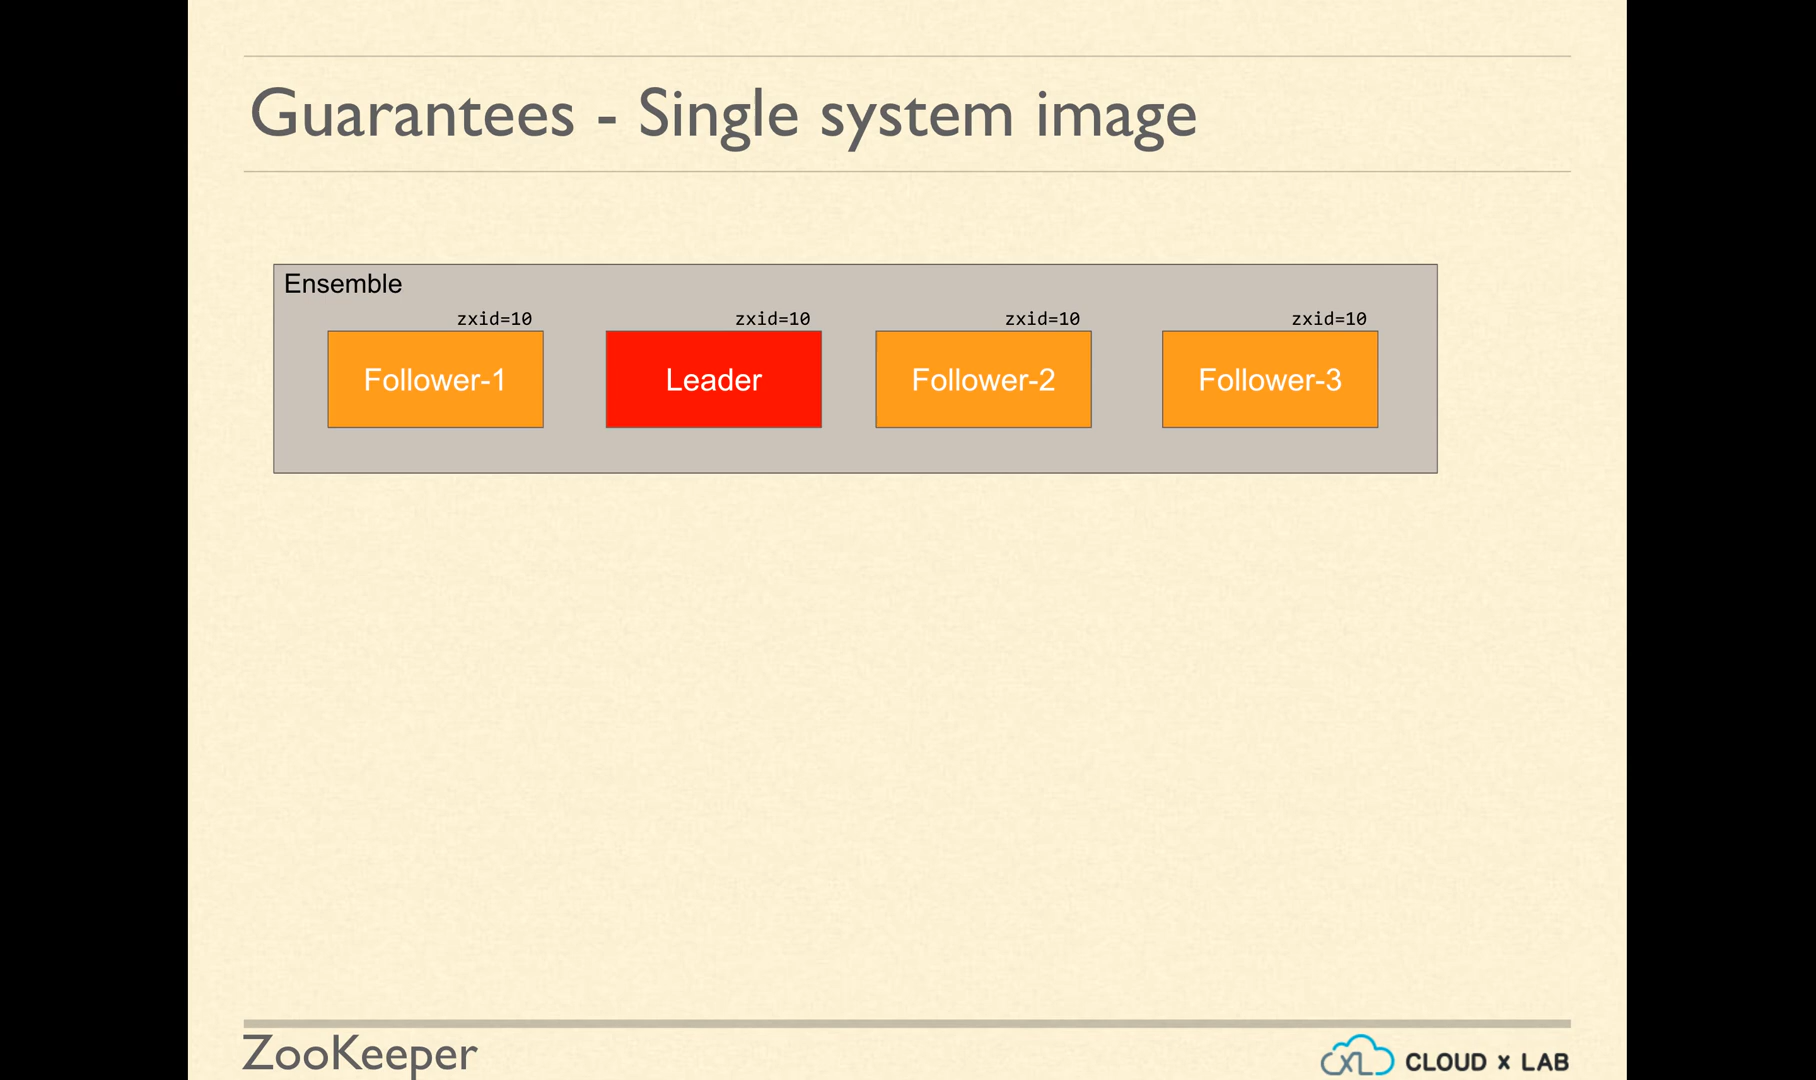 Guarantees - Single system image
Ensemble
zxid=10 zxid=10 zxid=10 zxid=10
Follower-1 Leader Follower-2 Follower-3
ZooKeeper
CXL CLOUD x LAB